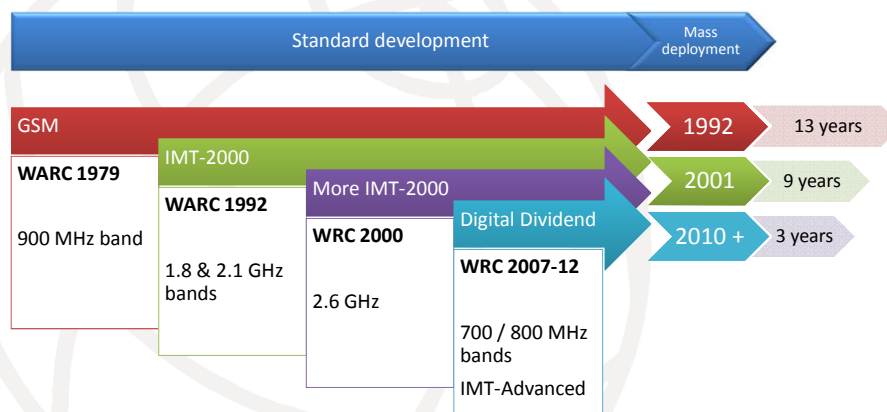 Standard development
Mass
deployment
GSM
1992
13 years
WARC 1979
900 MHz band
IMT-2000
2001
9 years
WARC 1992
1.8 & 2.1 GHz
bands
More IMT-2000
WRC 2000
2.6 GHz
Digital Dividend
2010 +
3 years
WRC 2007-12
700 / 800 MHz
bands
IMT-Advanced